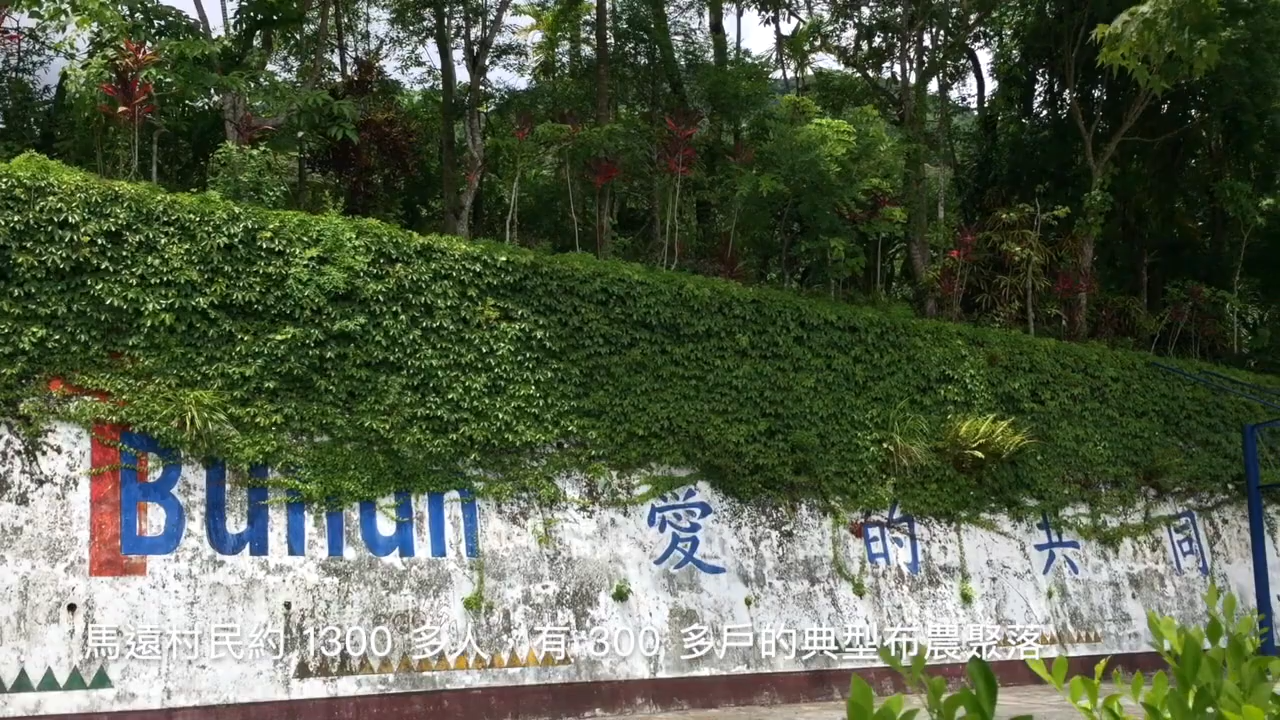 Bunun 愛 的 共 同
馬遠村民約 1300 多人，有 300 多戶的典型布農聚落